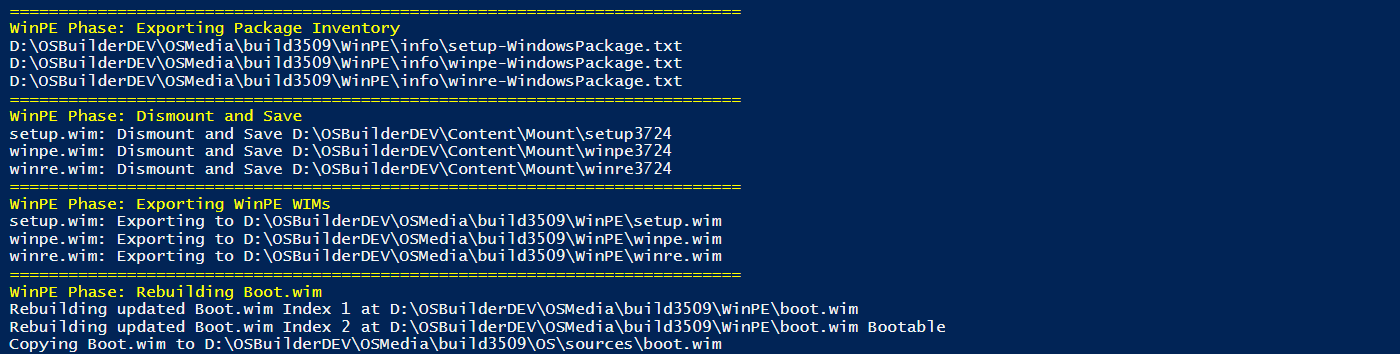 ===========================================================================
WinPE Phase: Exporting Package Inventory
D:\OSBuilderDEV\OSMedia\build3509\WinPE\info\setup-WindowsPackage.txt
D:\OSBuilderDEV\OSMedia\build3509\WinPE\info\winpe-WindowsPackage.txt
D:\OSBuilderDEV\OSMedia\build3509\WinPE\info\winre-WindowsPackage.txt
===========================================================================
WinPE Phase: Dismount and Save
setup.wim: Dismount and Save D:\OSBuilderDEV\Content\Mount\setup3724
winpe.wim: Dismount and Save D:\OSBuilderDEV\Content\Mount\winpe3724
winre.wim: Dismount and Save D:\OSBuilderDEV\Content\Mount\winre3724
===========================================================================
WinPE Phase: Exporting WinPE WIMs
setup.wim: Exporting to D:\OSBuilderDEV\OSMedia\build3509\WinPE\setup.wim
winpe.wim: Exporting to D:\OSBuilderDEV\OSMedia\build3509\WinPE\winpe.wim
winre.wim: Exporting to D:\OSBuilderDEV\OSMedia\build3509\WinPE\winre.wim
===========================================================================
WinPE Phase: Rebuilding Boot.wim
Rebuilding updated Boot.wim Index 1 at D:\OSBuilderDEV\OSMedia\build3509\WinPE\boot.wim
Rebuilding updated Boot.wim Index 2 at D:\OSBuilderDEV\OSMedia\build3509\WinPE\boot.wim Bootable
Copying Boot.wim to D:\OSBuilderDEV\OSMedia\build3509\OS\sources\boot.wim